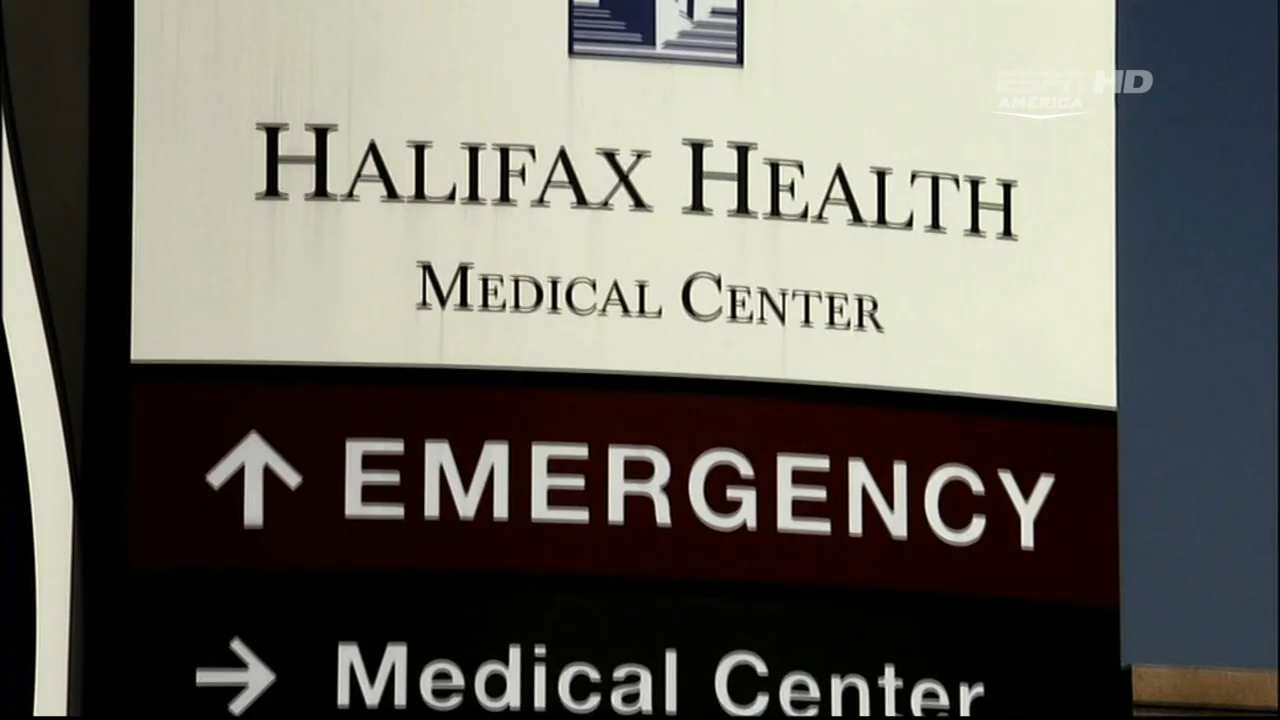 ESPN HD
AMERICA
HALIFAX HEALTH
MEDICAL CENTER
↑ EMERGENCY
→ Medical Center